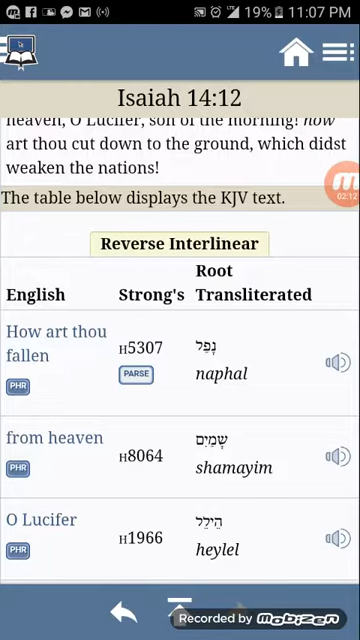 19% 11:07 PM
Isaiah 14:12
heaven, O Lucifer, son of the morning! how
art thou cut down to the ground, which didst
weaken the nations!
The table below displays the KJV text.
02:12
Reverse Interlinear
English Strong's Root Transliterated
How art thou fallen H5307 נָפַל
PHR PARSE naphal
from heaven H8064 שָׁמַיִם
PHR shamayim
O Lucifer H1966 הֵילֵל
PHR heylel
Recorded by Mobizen